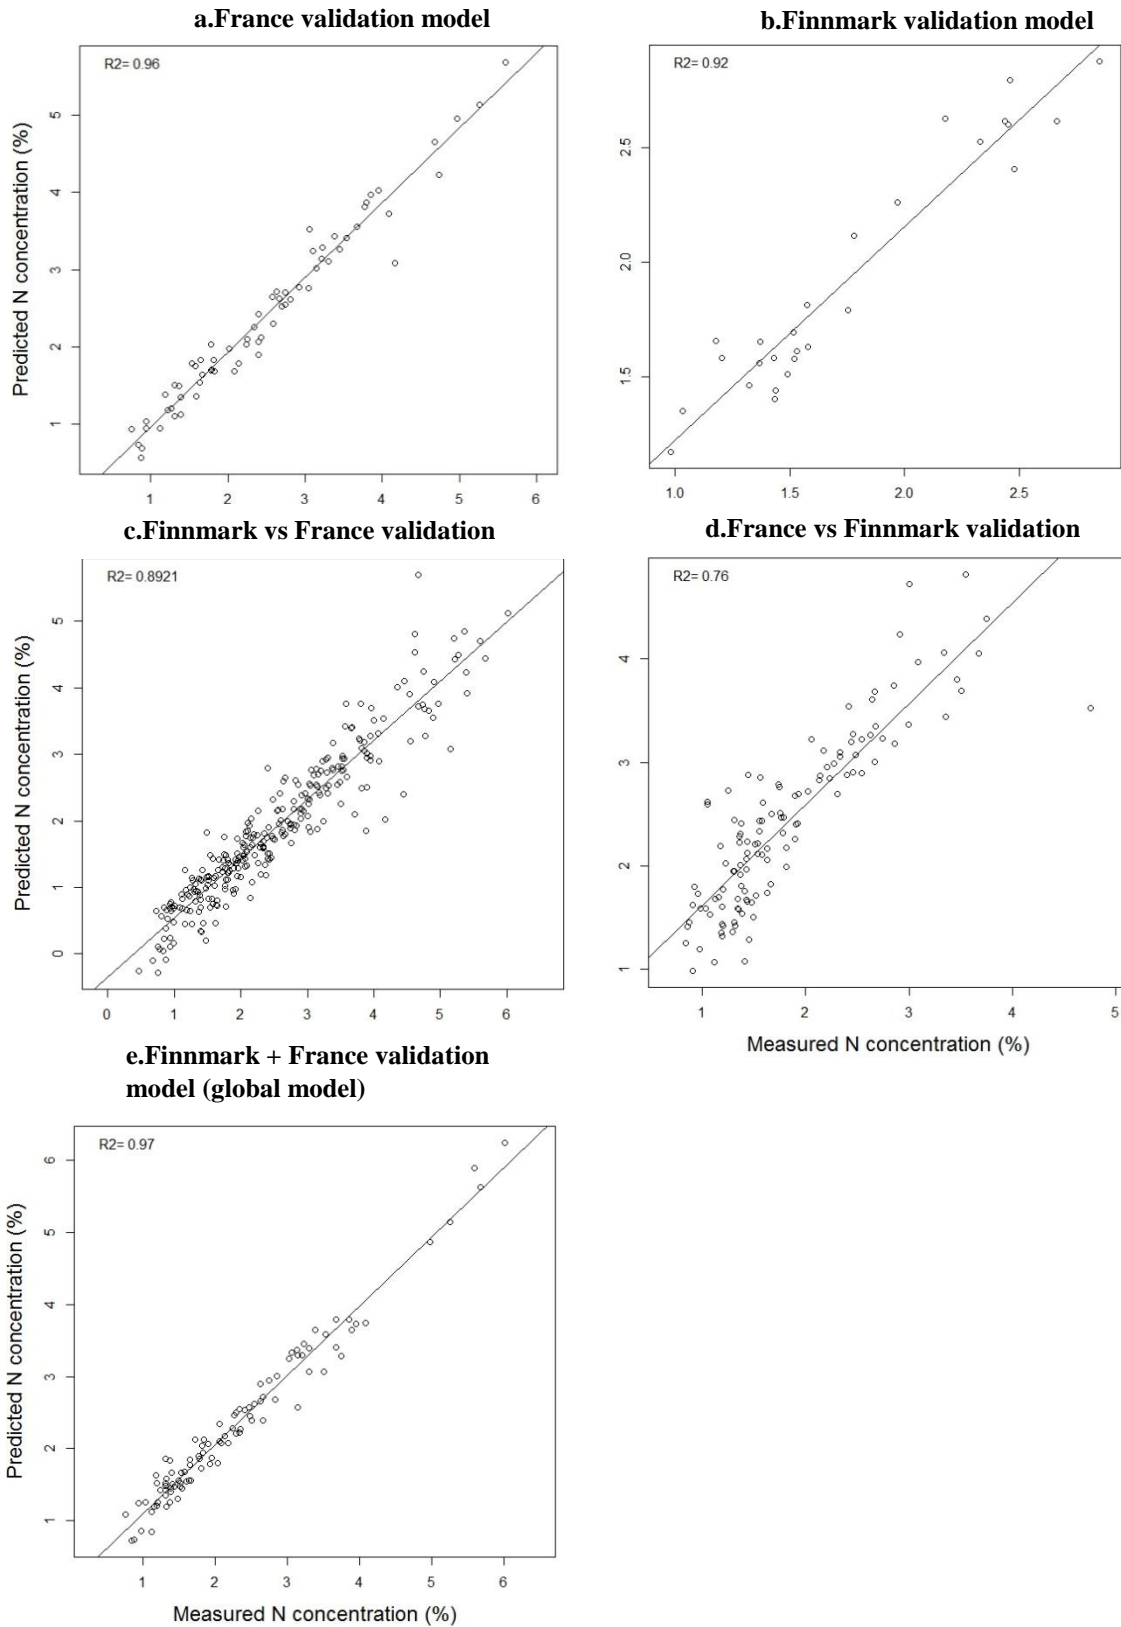 a.France validation model
R2= 0.96
Predicted N concentration (%)
5
4
3
2
1
1 2 3 4 5 6
b.Finnmark validation model
R2= 0.92
2.5
2.0
1.5
1.0 1.5 2.0 2.5
c.Finnmark vs France validation
R2= 0.8921
Predicted N concentration (%)
5
4
3
2
1
0
0 1 2 3 4 5 6
d.France vs Finnmark validation
R2= 0.76
4
3
2
1
1 2 3 4 5
Measured N concentration (%)
e.Finnmark + France validation
model (global model)
R2= 0.97
Predicted N concentration (%)
6
5
4
3
2
1
1 2 3 4 5 6
Measured N concentration (%)